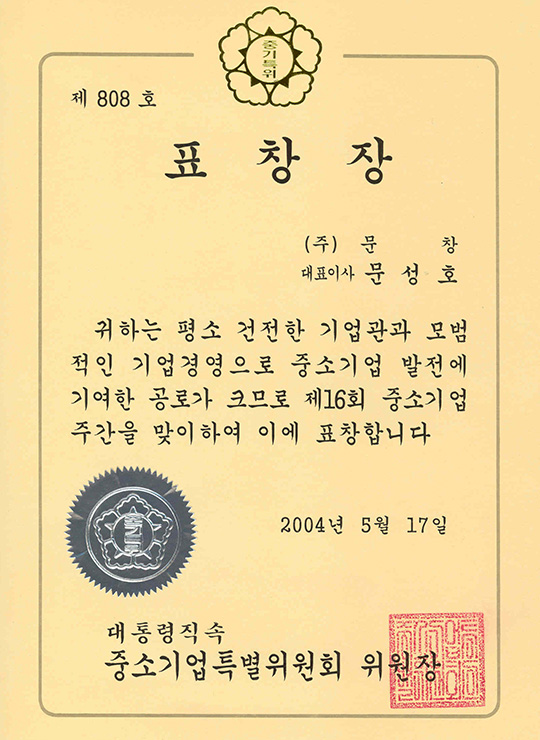 중기특위
제 808 호
표 창 장
(주) 문 창
대표이사 문 성 호
위하는 평소 건전한 기업관과 모범
적인 기업경영으로 중소기업 발전에
기여한 공로가 크므로 제16회 중소기업
주간을 맞이하여 이에 표창합니다
2004년 5월 17일
대통령직속
중소기업특별위원회 위원장